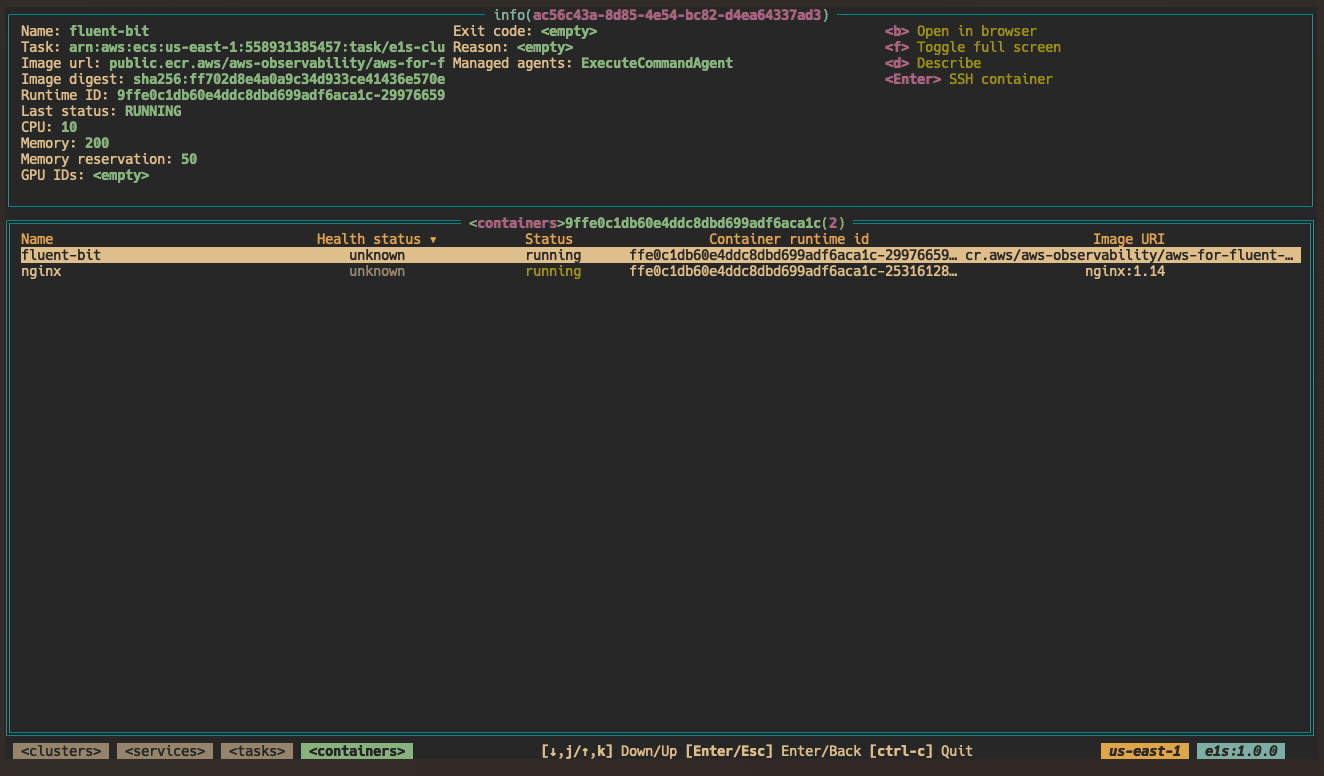 info(ac56c43a-8d85-4e54-bc82-d4ea64337ad3)
Name: fluent-bit Exit code: <empty> <b> Open in browser
Task: arn:aws:ecs:us-east-1:558931385457:task/e1s-clu Reason: <empty> <f> Toggle full screen
Image url: public.ecr.aws/aws-observability/aws-for-f Managed agents: ExecuteCommandAgent <d> Describe
Image digest: sha256:ff702d8e4a0a9c34d933ce41436e570e <Enter> SSH container
Runtime ID: 9ffe0c1db60e4ddc8dbd699adf6aca1c-29976659
Last status: RUNNING
CPU: 10
Memory: 200
Memory reservation: 50
GPU IDs: <empty>
<containers>9ffe0c1db60e4ddc8dbd699adf6aca1c(2)
Name Health status ▾ Status Container runtime id Image URI
fluent-bit unknown running ffe0c1db60e4ddc8dbd699adf6aca1c-29976659… cr.aws/aws-observability/aws-for-fluent-…
nginx unknown running ffe0c1db60e4ddc8dbd699adf6aca1c-25316128… nginx:1.14
<clusters> <services> <tasks> <containers> [↓,j/↑,k] Down/Up [Enter/Esc] Enter/Back [ctrl-c] Quit us-east-1 e1s:1.0.0